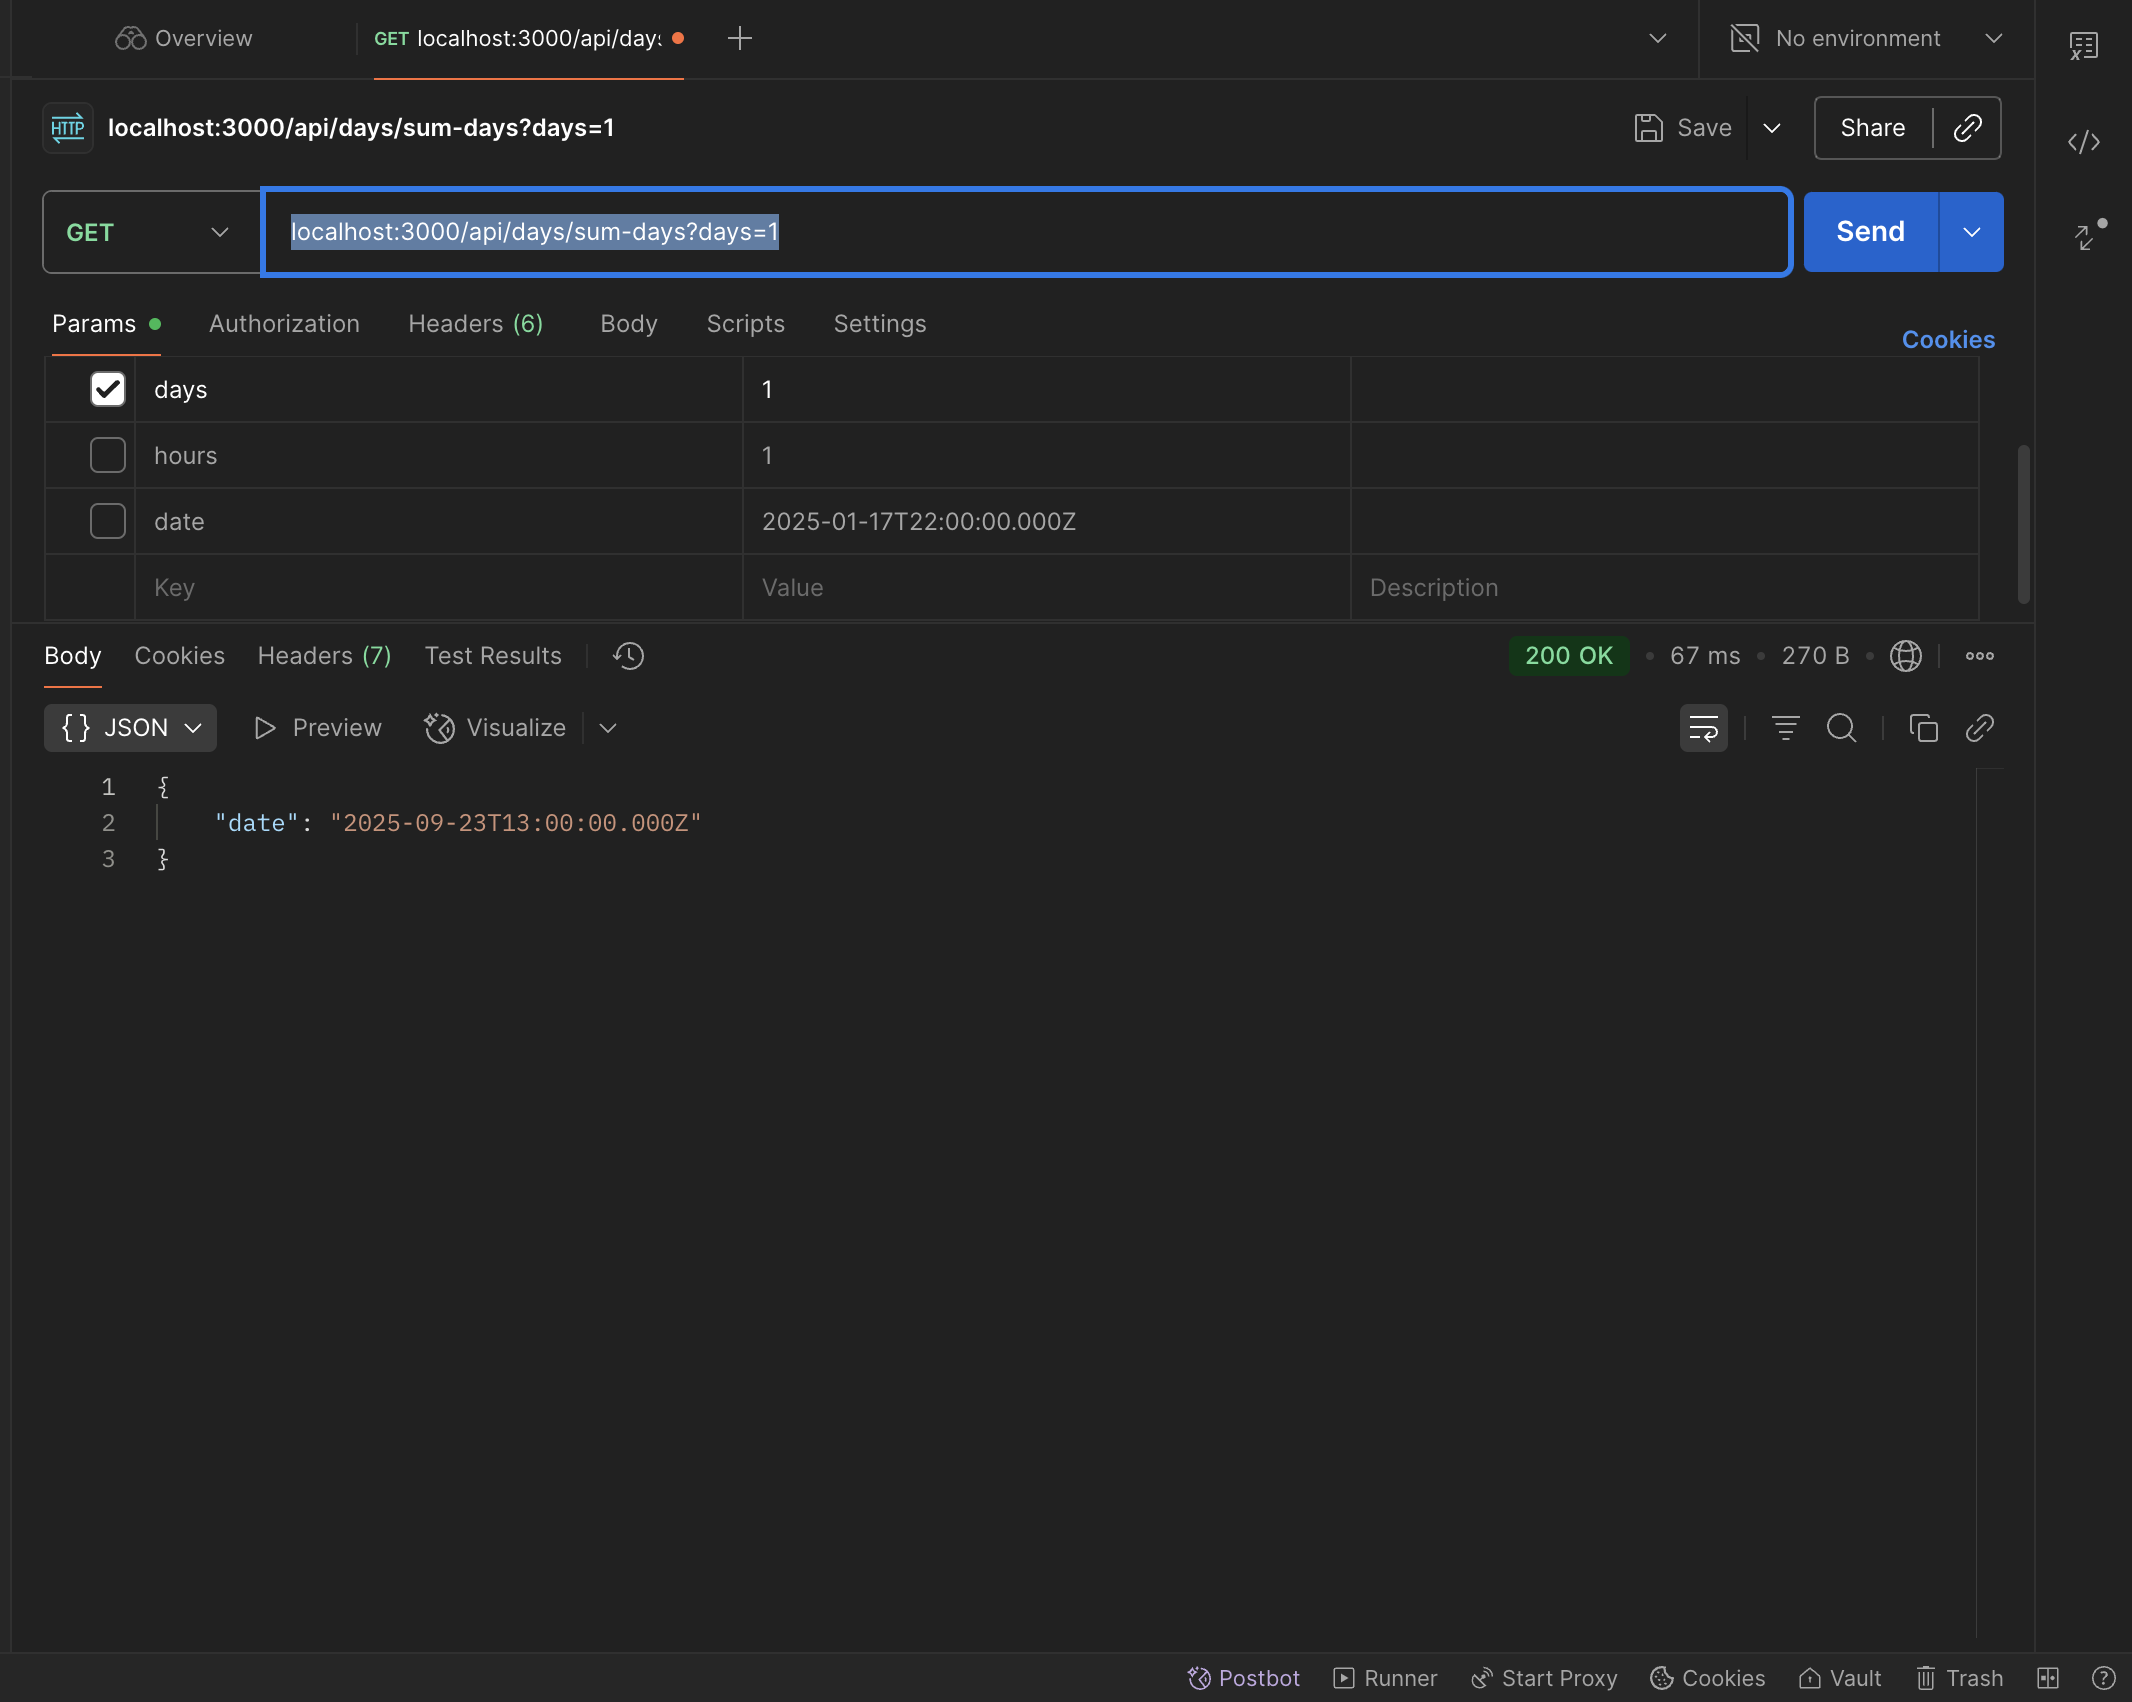 Overview
GET localhost:3000/api/day
No environment
HTTP localhost:3000/api/days/sum-days?days=1
Save
Share
GET
localhost:3000/api/days/sum-days?days=1
Send
Params
Authorization
Headers (6)
Body
Scripts
Settings
Cookies
days 1
hours 1
date 2025-01-17T22:00:00.000Z
Key Value Description
Body
Cookies
Headers (7)
Test Results
200 OK • 67 ms • 270 B
{} JSON
Preview
Visualize
1 {
2 "date": "2025-09-23T13:00:00.000Z"
3 }
Postbot
Runner
Start Proxy
Cookies
Vault
Trash